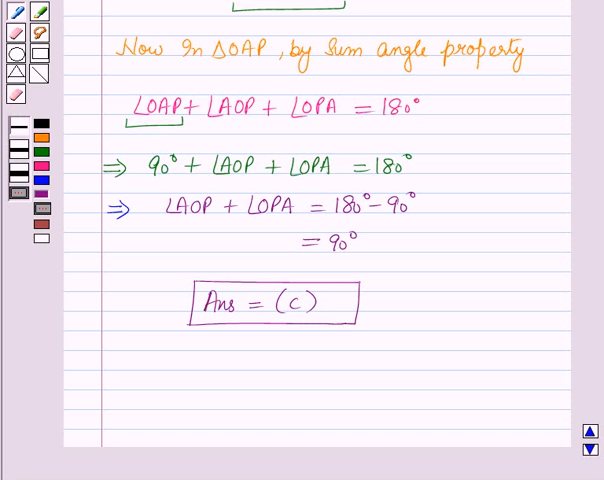 Now In △OAP, by Sum angle property
∠OAP + ∠AOP + ∠OPA = 180°
⇒ 90° + ∠AOP + ∠OPA = 180°
⇒ ∠AOP + ∠OPA = 180° - 90°
= 90°
Ans = (c)